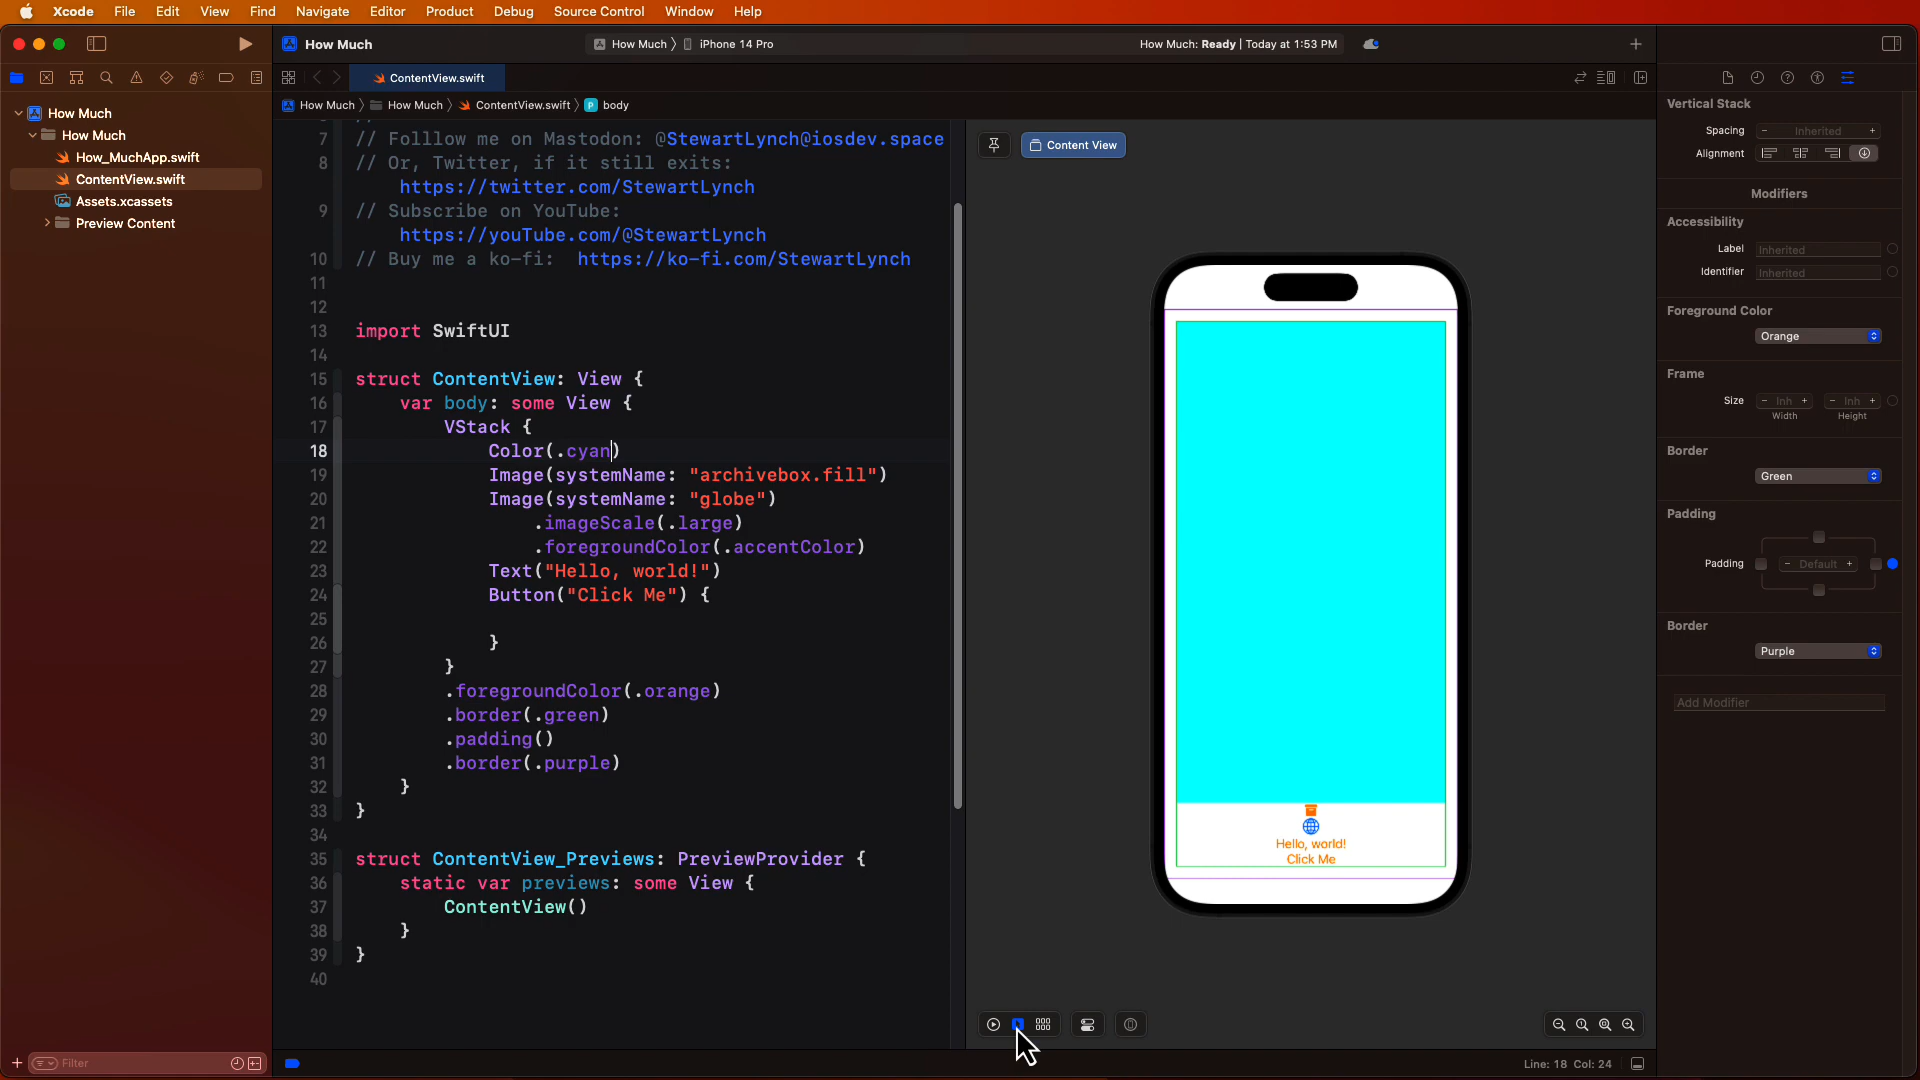 Xcode File Edit View Find Navigate Editor Product Debug Source Control Window Help
How Much
How Much iPhone 14 Pro
How Much: Ready | Today at 1:53 PM
ContentView.swift
How Much How Much ContentView.swift body
How Much
How Much
How_MuchApp.swift
ContentView.swift
Assets.xcassets
Preview Content
7 // Folllow me on Mastodon: @StewartLynch@iosdev.space
8 // Or, Twitter, if it still exits:
https://twitter.com/StewartLynch
9 // Subscribe on YouTube:
https://youTube.com/@StewartLynch
10 // Buy me a ko-fi: https://ko-fi.com/StewartLynch
11
12
13 import SwiftUI
14
15 struct ContentView: View {
16 var body: some View {
17 VStack {
18 Color(.cyan)
19 Image(systemName: "archivebox.fill")
20 Image(systemName: "globe")
21 .imageScale(.large)
22 .foregroundColor(.accentColor)
23 Text("Hello, world!")
24 Button("Click Me") {
25
26 }
27 }
28 .foregroundColor(.orange)
29 .border(.green)
30 .padding()
31 .border(.purple)
32 }
33 }
34
35 struct ContentView_Previews: PreviewProvider {
36 static var previews: some View {
37 ContentView()
38 }
39 }
40
Content View
Hello, world!
Click Me
Vertical Stack
Spacing - Inherited +
Alignment
Modifiers
Accessibility
Label Inherited
Identifier Inherited
Foreground Color
Orange
Frame
Size - Inh + - Inh +
Width Height
Border
Green
Padding
Padding - Default +
Border
Purple
Add Modifier
Filter
Line: 18 Col: 24